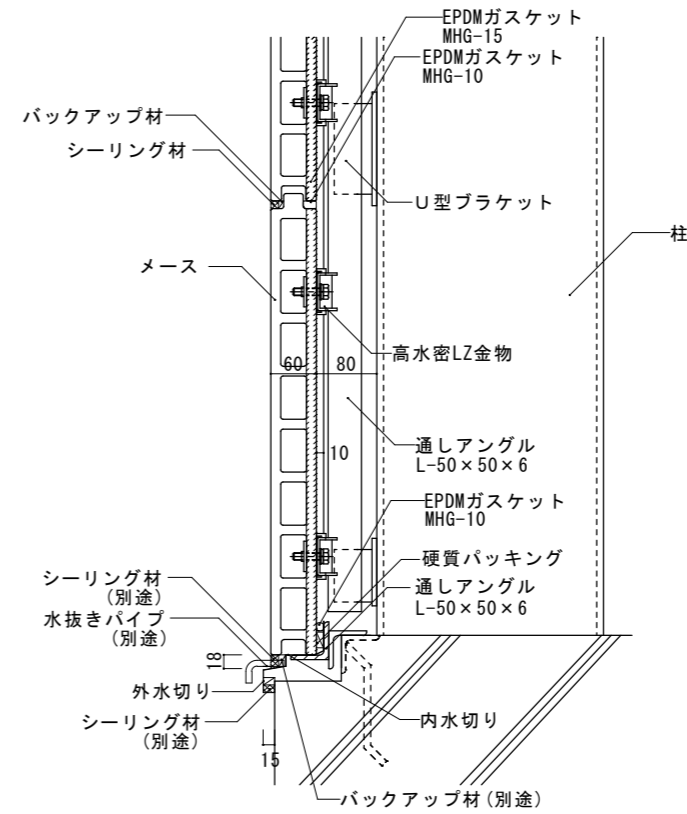 EPDMガスケット
MHG-15
EPDMガスケット
MHG-10
バックアップ材
シーリング材
U型ブラケット
柱
メース
高水密LZ金物
60
80
通しアングル
L-50×50×6
10
EPDMガスケット
MHG-10
硬質パッキング
シーリング材
(別途)
通しアングル
L-50×50×6
水抜きパイプ
(別途)
18
外水切り
内水切り
シーリング材
(別途)
15
バックアップ材(別途)